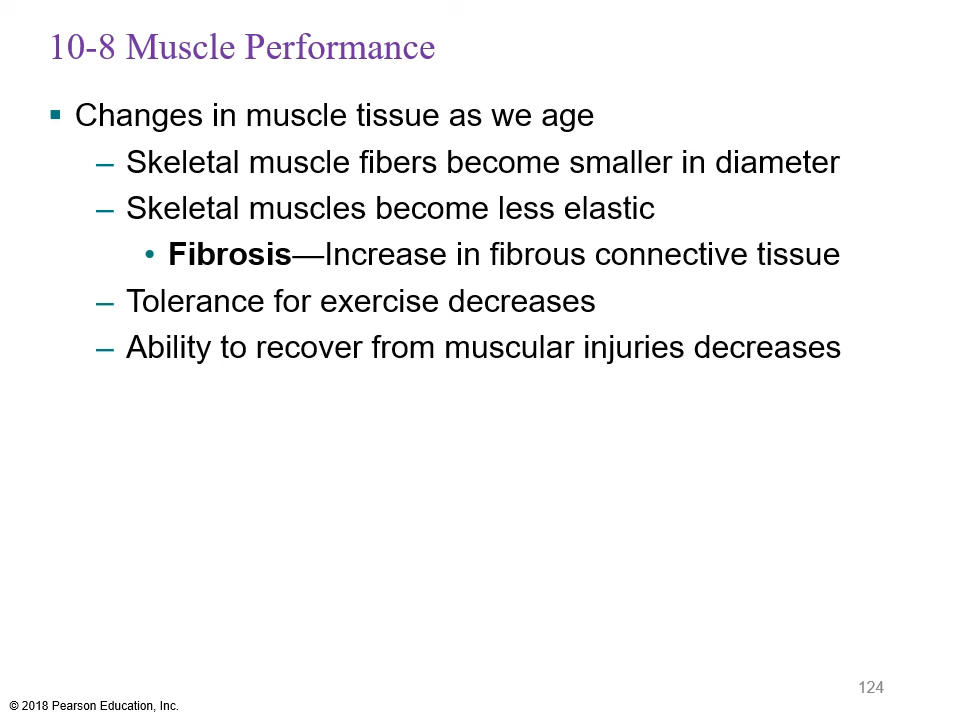 10-8 Muscle Performance
▪ Changes in muscle tissue as we age
– Skeletal muscle fibers become smaller in diameter
– Skeletal muscles become less elastic
• Fibrosis—Increase in fibrous connective tissue
– Tolerance for exercise decreases
– Ability to recover from muscular injuries decreases
124
© 2018 Pearson Education, Inc.